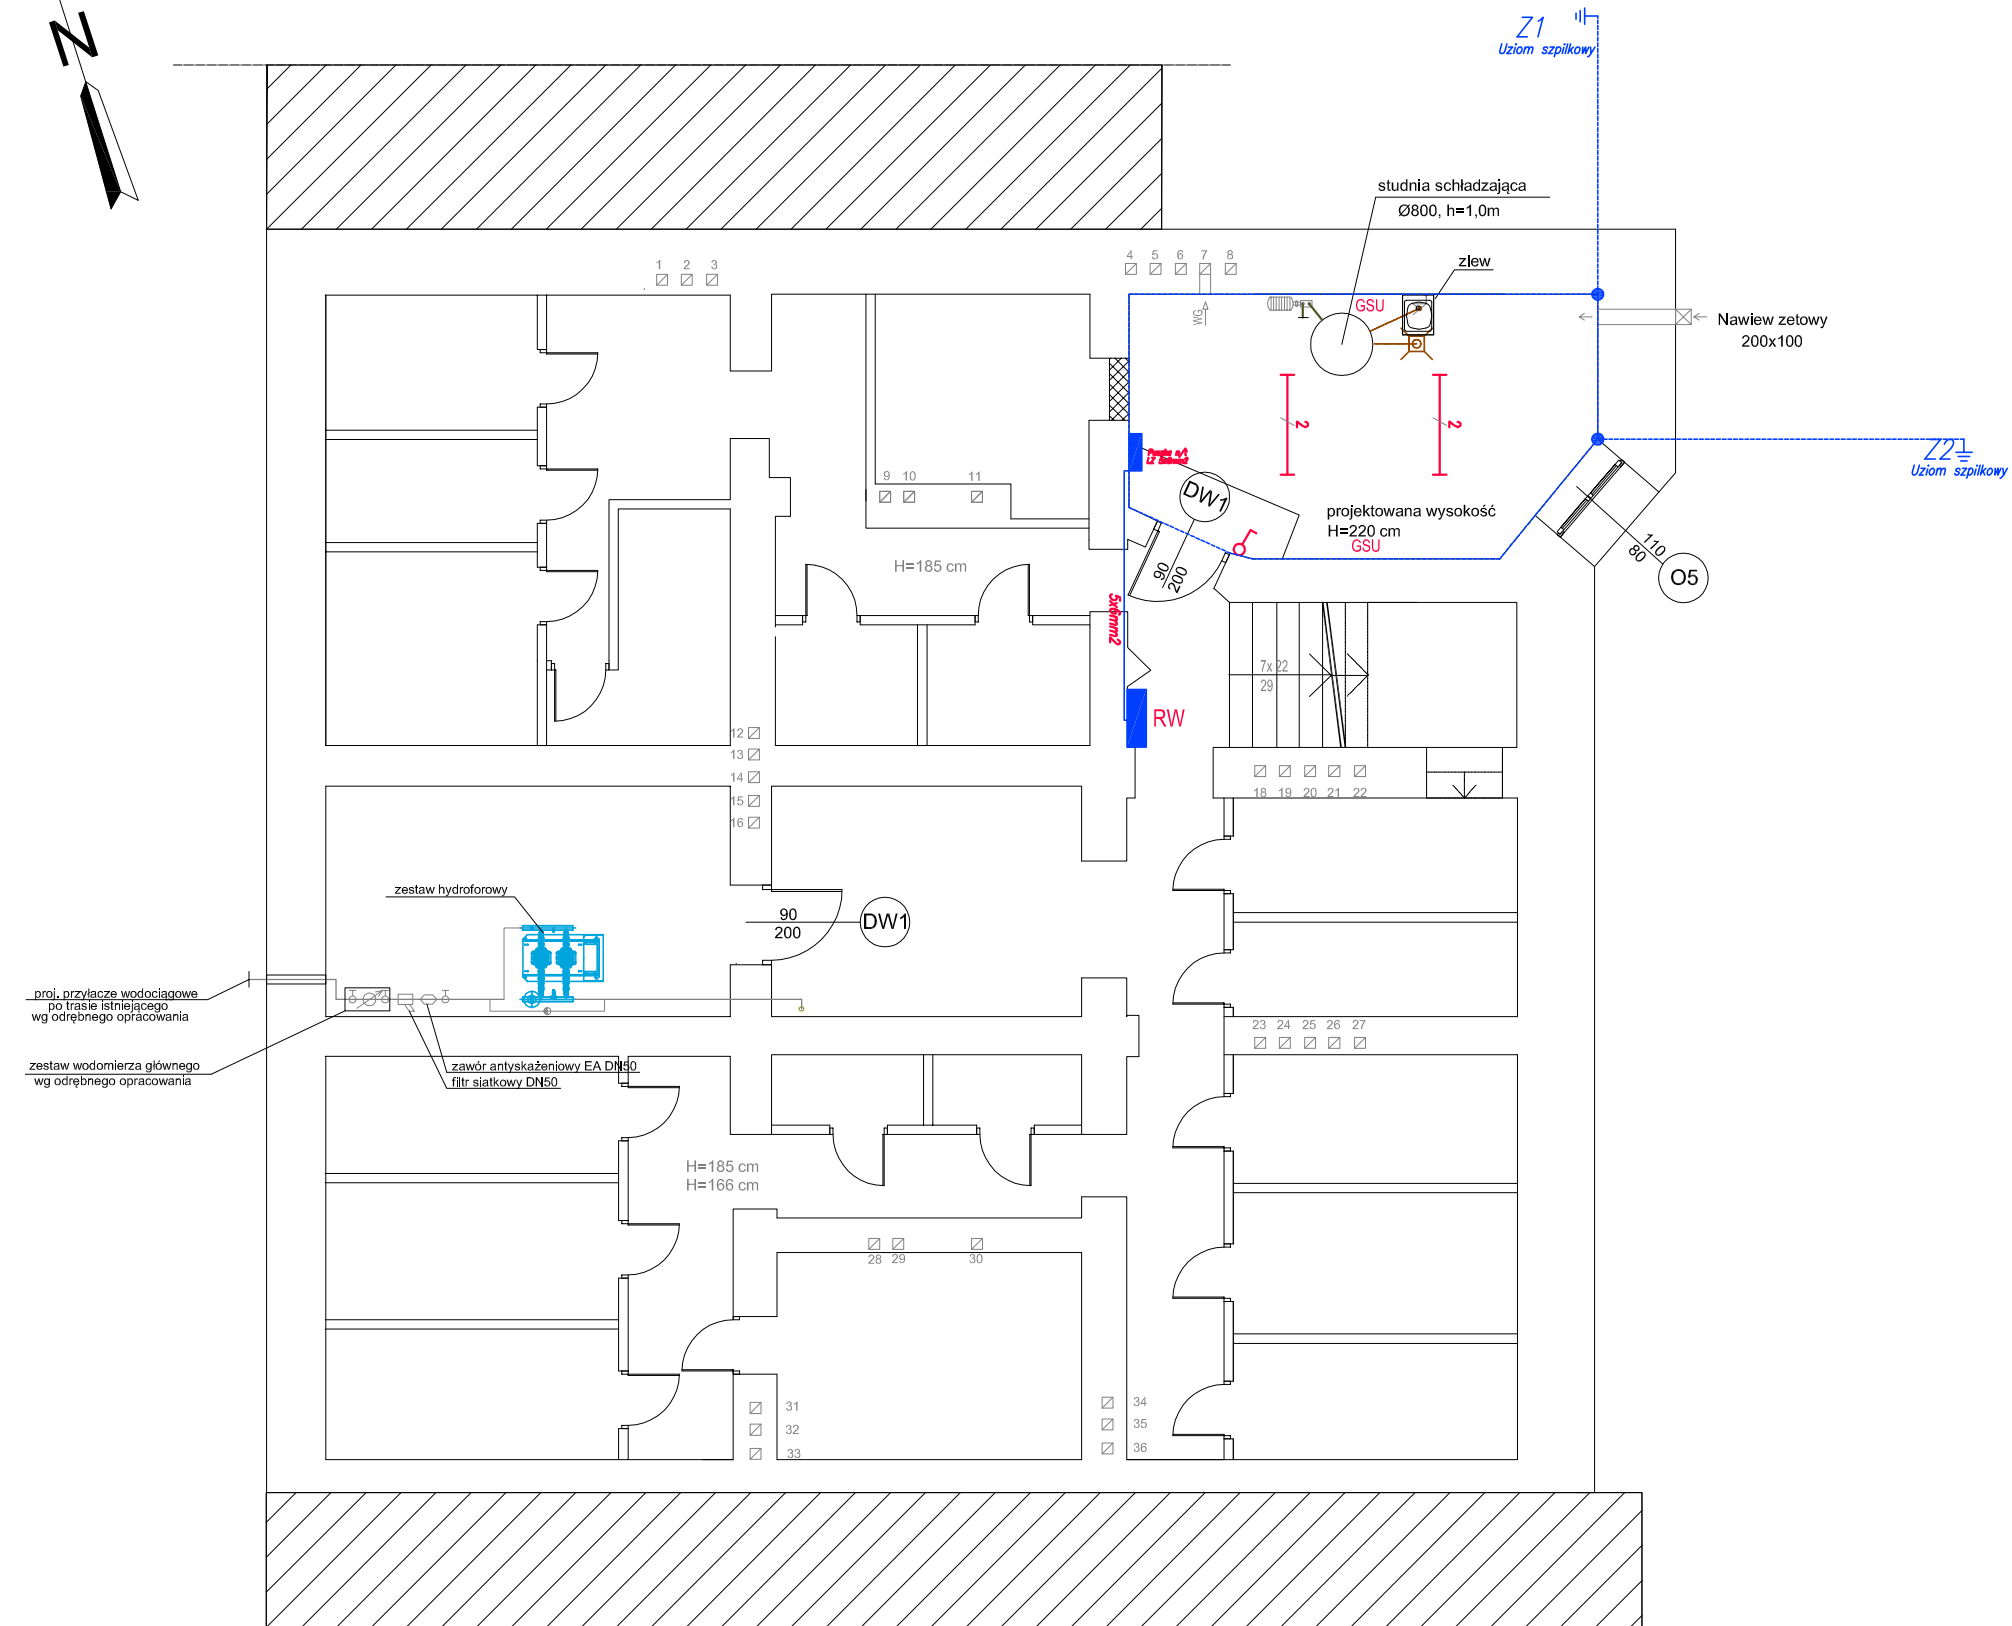 N
Z1
Uziom szpilkowy
studnia schładzająca
Ø800, h=1,0m
zlew
1 2 3
4 5 6 7 8
GSU
WG
Nawiew zetowy
200x100
2
2
Z2
Uziom szpilkowy
Puszka n/t
9 10 11
DW1
projektowana wysokość
H=220 cm
GSU
110
80
O5
H=185 cm
90
200
5x6mm2
7x 22
29
RW
12
13
14
15
16
18 19 20 21 22
zestaw hydroforowy
90
200
DW1
proj. przyłacze wodociągowe
po trasie istniejącego
wg odrębnego opracowania
zestaw wodomierza głównego
wg odrębnego opracowania
zawór antyskażeniowy EA DN50
filtr siatkowy DN50
23 24 25 26 27
H=185 cm
H=166 cm
28 29 30
31
32
33
34
35
36